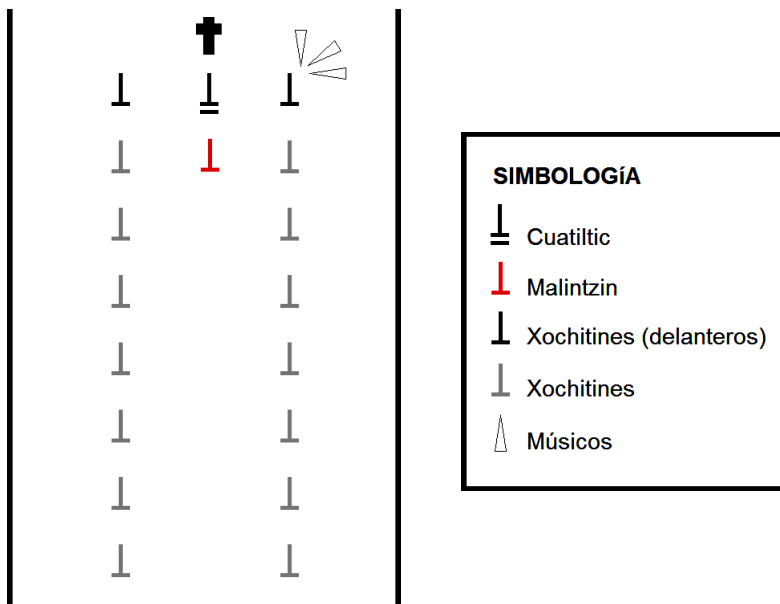 SIMBOLOGíA
Cuatiltic
Malintzin
Xochitines (delanteros)
Xochitines
Músicos